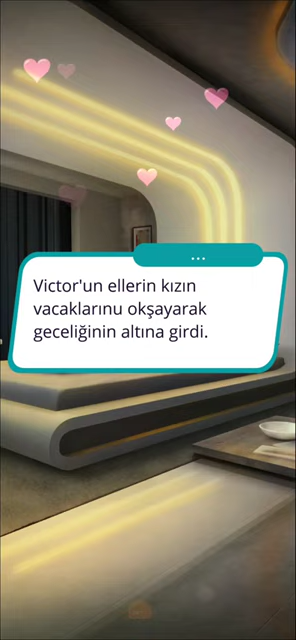 ...
Victor'un ellerin kızın
vacaklarınu okşayarak
geceliğinin altına girdi.